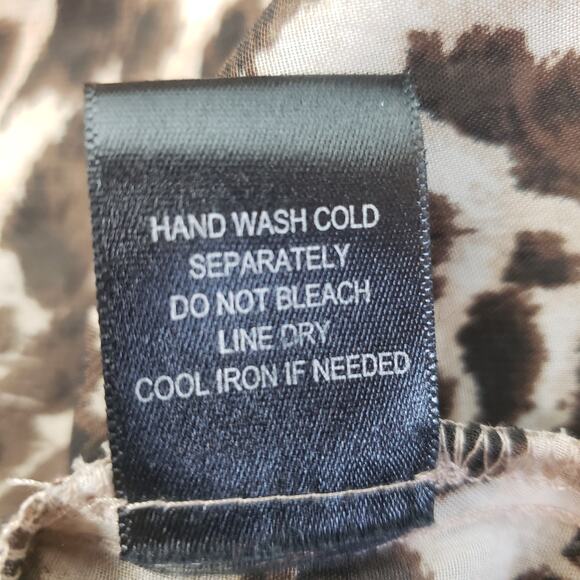 HAND WASH COLD
SEPARATELY
DO NOT BLEACH
LINE DRY
COOL IRON IF NEEDED